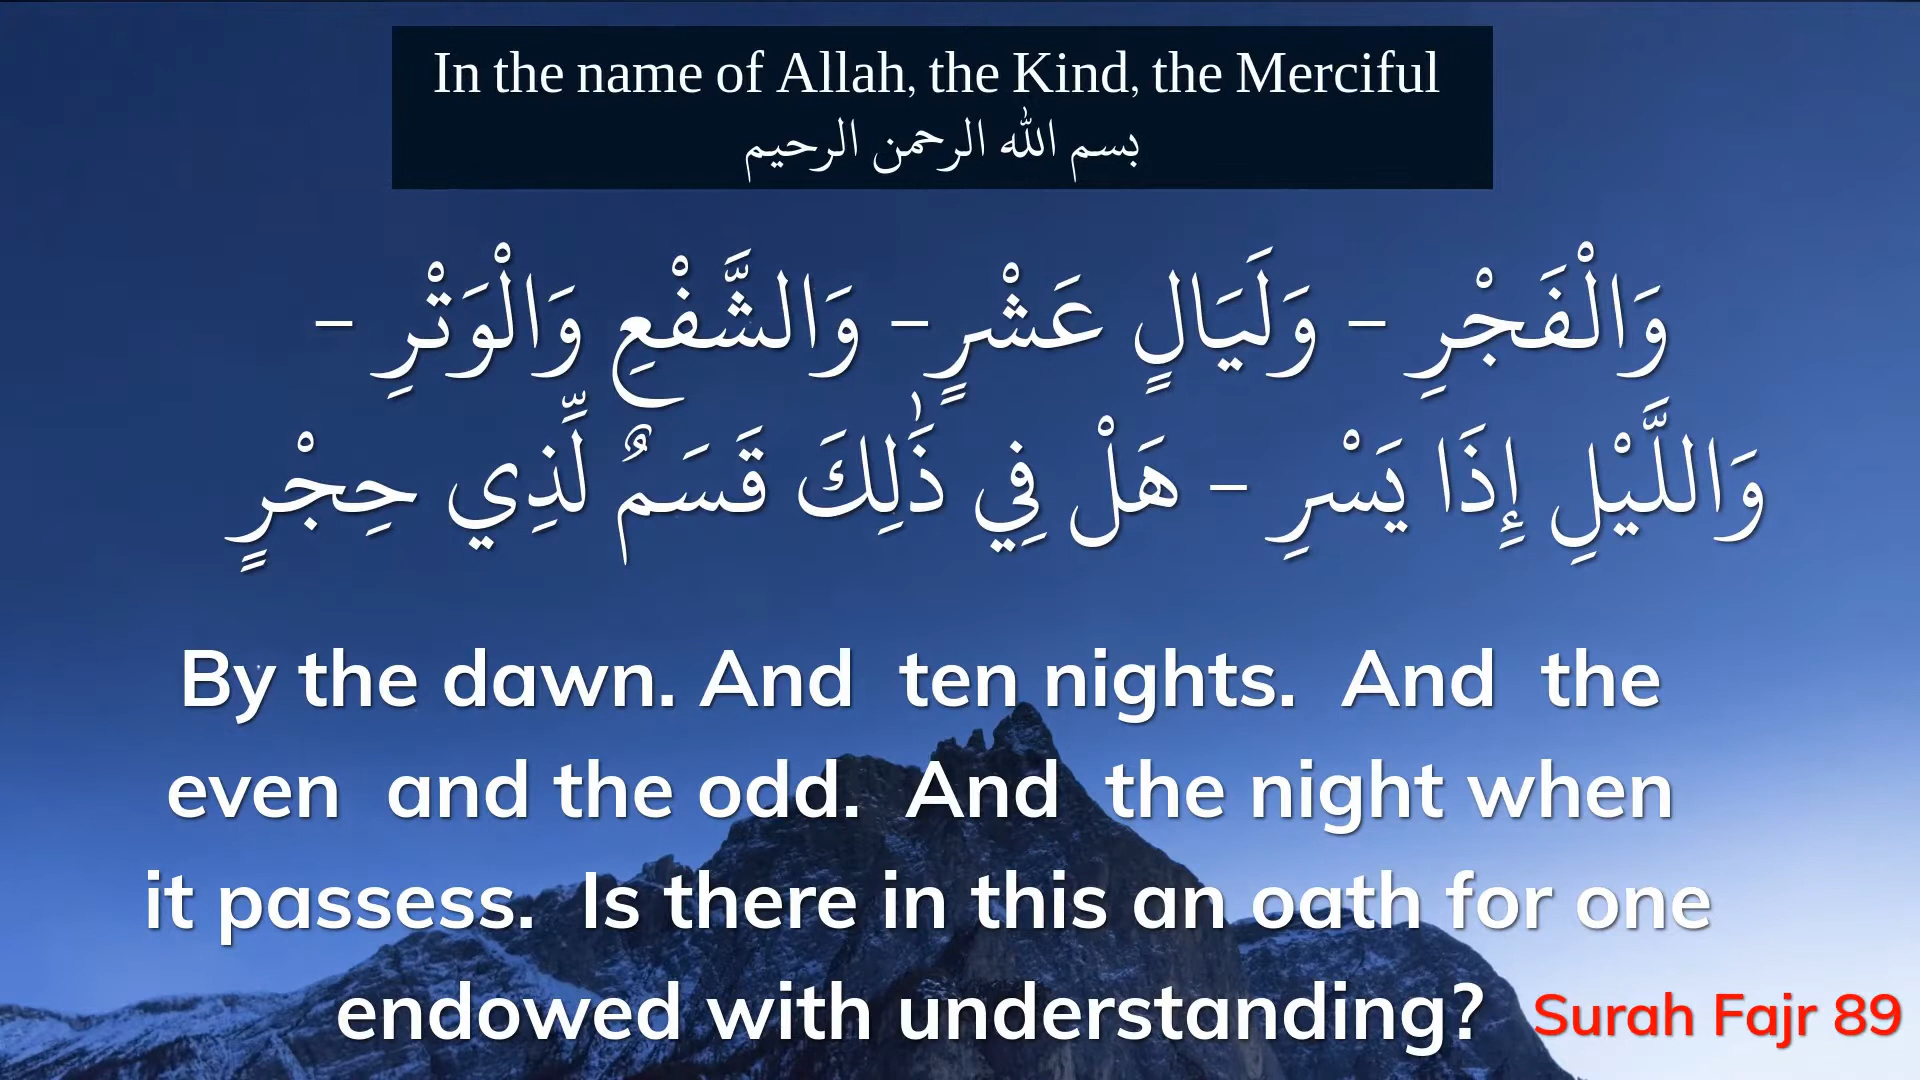 In the name of Allah, the Kind, the Merciful
بسم الله الرحمن الرحيم
وَالْفَجْرِ – وَلَيَالٍ عَشْرٍ– وَالشَّفْعِ وَالْوَتْرِ –
وَاللَّيْلِ إِذَا يَسْرِ – هَلْ فِي ذَٰلِكَ قَسَمٌ لِّذِي حِجْرٍ
By the dawn. And ten nights. And the
even and the odd. And the night when
it passess. Is there in this an oath for one
endowed with understanding?
Surah Fajr 89